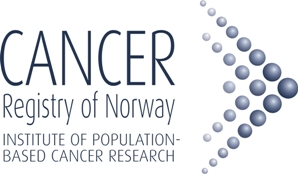 CANCER
Registry of Norway
INSTITUTE OF POPULATION-
BASED CANCER RESEARCH